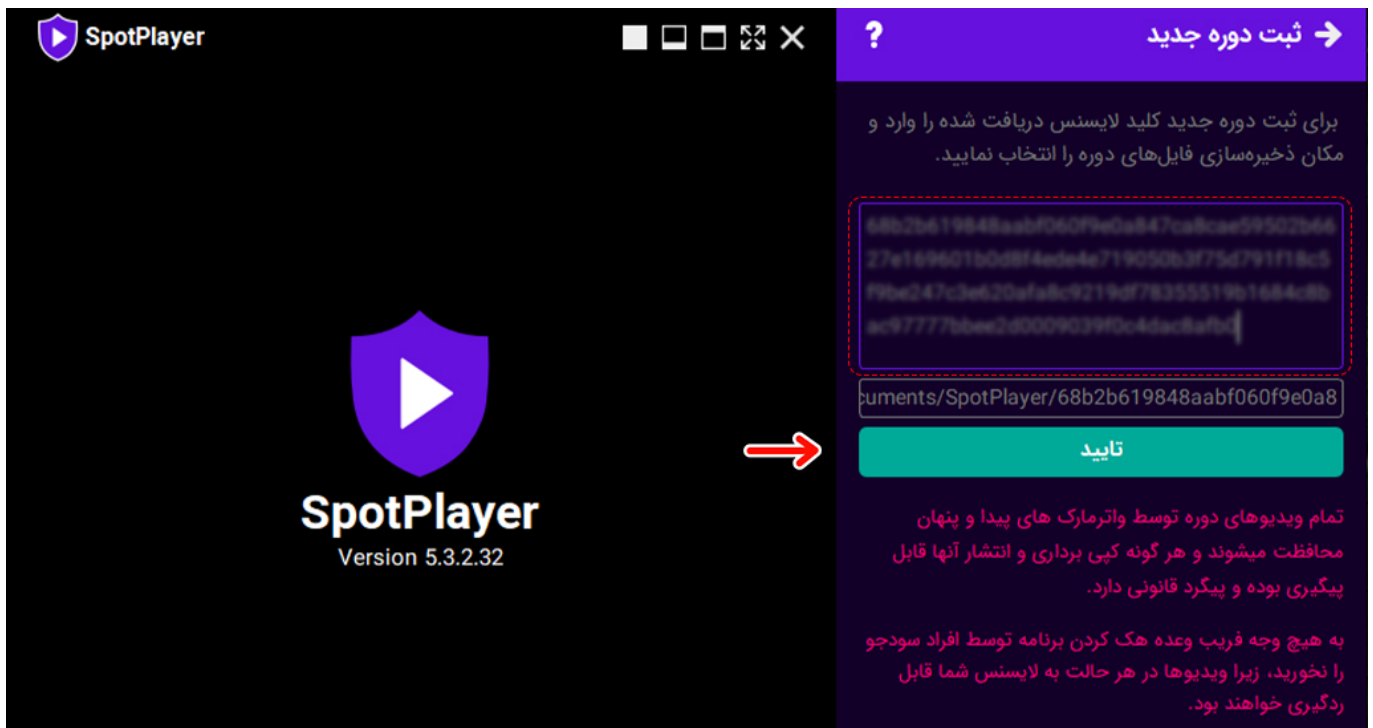 SpotPlayer
?
ثبت دوره جدید
برای ثبت دوره جدید کلید لایسنس دریافت شده را وارد و
مکان ذخیره‌سازی فایل‌های دوره را انتخاب نمایید.
cuments/SpotPlayer/68b2b619848aabf060f9e0a8
تایید
تمام ویدیوهای دوره توسط واترمارک های پیدا و پنهان
محافظت میشوند و هر گونه کپی برداری و انتشار آنها قابل
پیگیری بوده و پیگرد قانونی دارد.
به هیچ وجه فریب وعده هک کردن برنامه توسط افراد سودجو
را نخورید، زیرا ویدیوها در هر حالت به لایسنس شما قابل
ردگیری خواهند بود.
SpotPlayer
Version 5.3.2.32